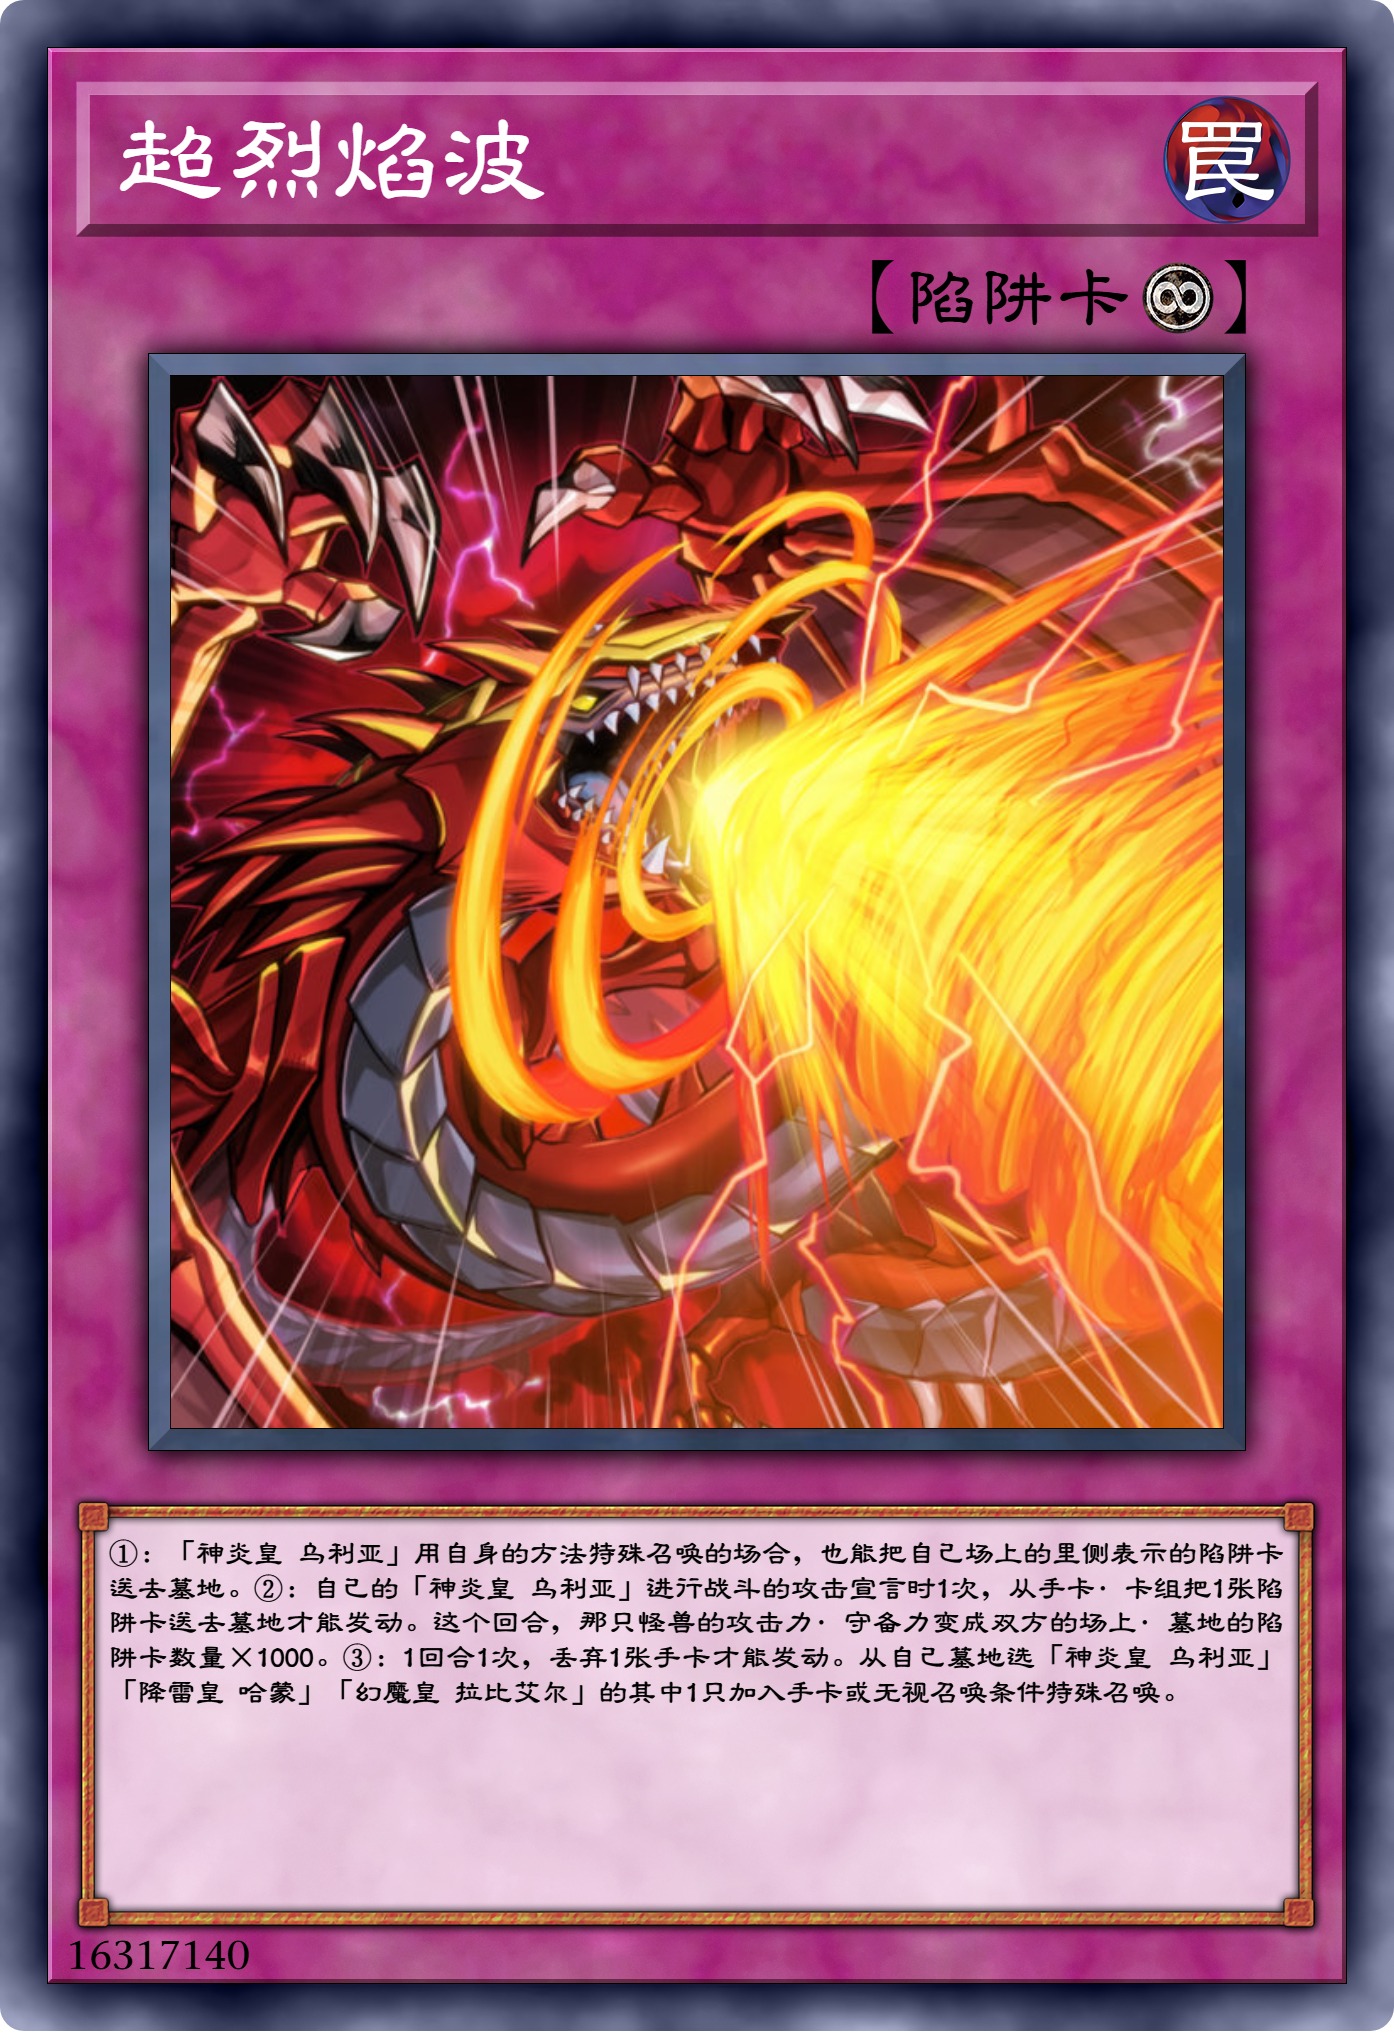 超烈焰波
罠
【陷阱卡】
①：「神炎皇 乌利亚」用自身的方法特殊召唤的场合，也能把自己场上的里侧表示的陷阱卡
送去墓地。②：自己的「神炎皇 乌利亚」进行战斗的攻击宣言时1次，从手卡·卡组把1张陷
阱卡送去墓地才能发动。这个回合，那只怪兽的攻击力·守备力变成双方的场上·墓地的陷
阱卡数量×1000。③：1回合1次，丢弃1张手卡才能发动。从自己墓地选「神炎皇 乌利亚」
「降雷皇 哈蒙」「幻魔皇 拉比艾尔」的其中1只加入手卡或无视召唤条件特殊召唤。
16317140